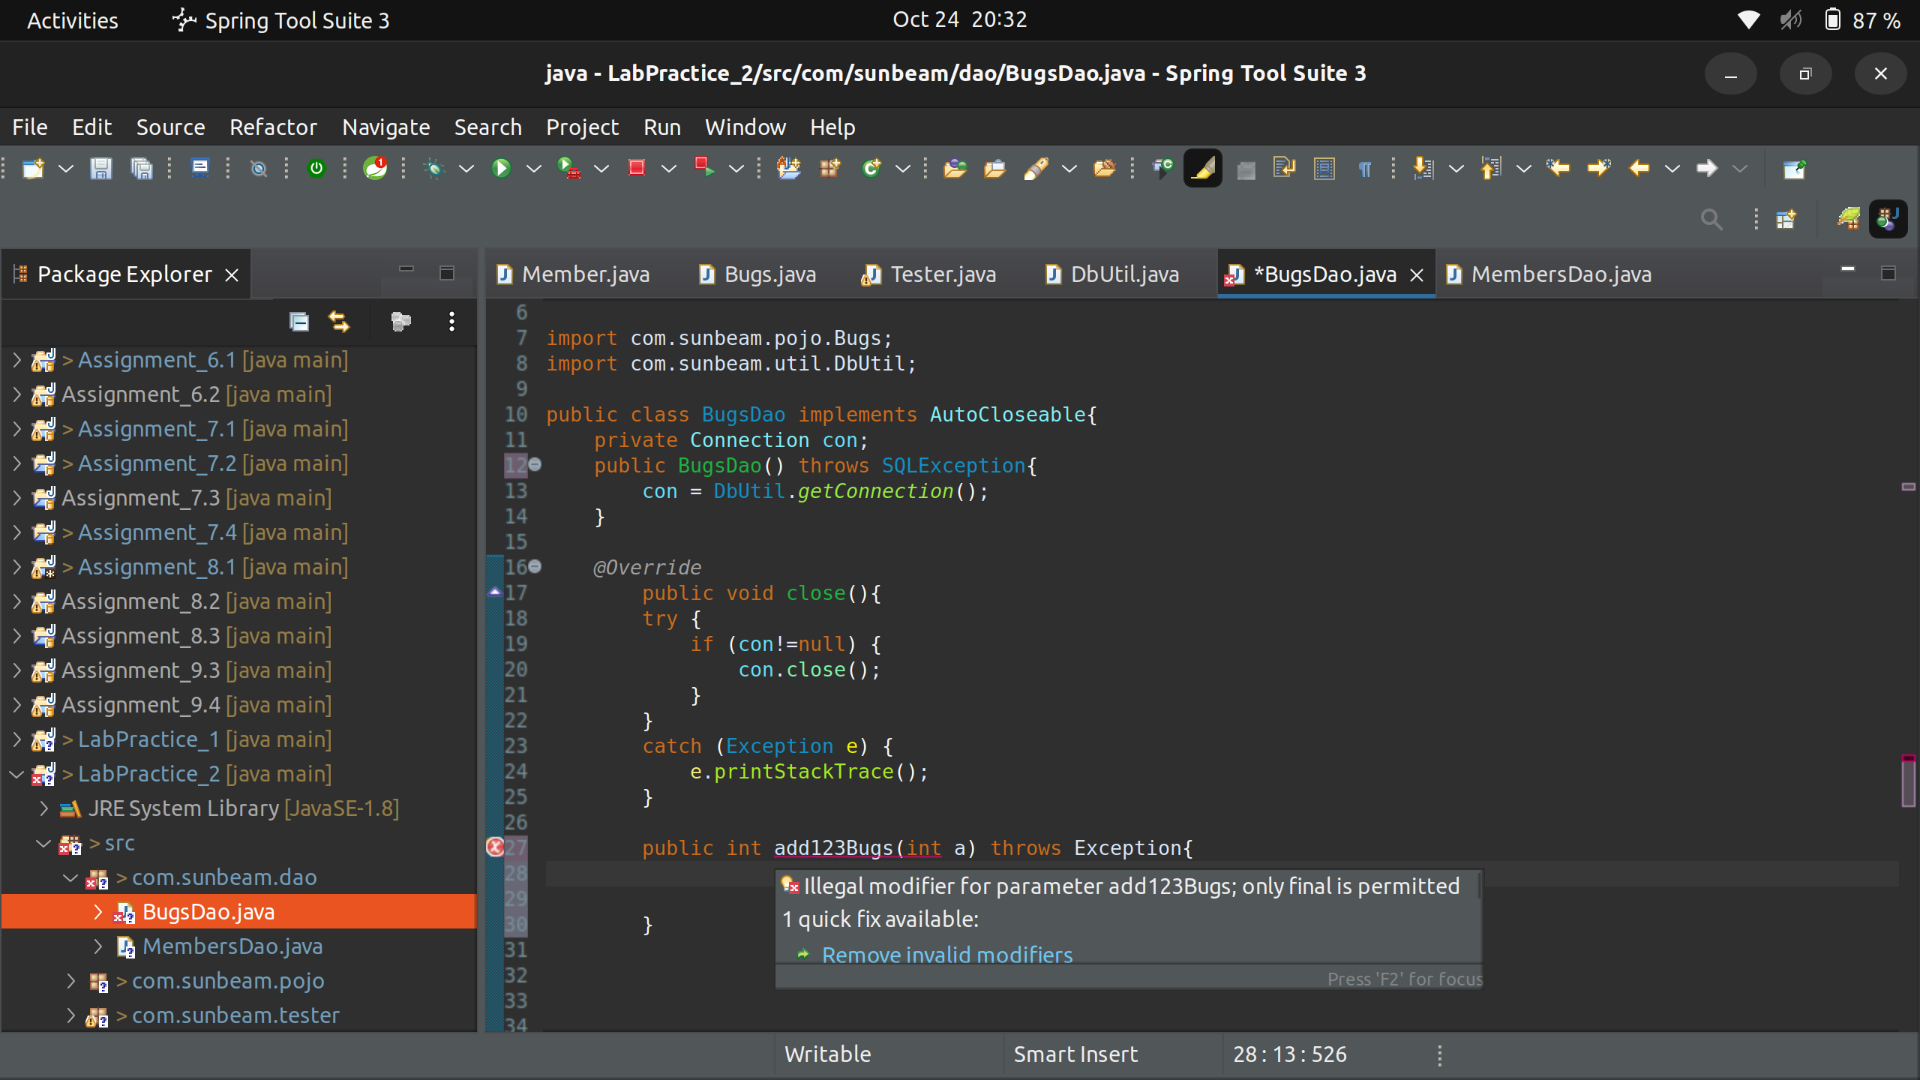 Activities
Spring Tool Suite 3
Oct 24 20:32
87 %
java - LabPractice_2/src/com/sunbeam/dao/BugsDao.java - Spring Tool Suite 3
File Edit Source Refactor Navigate Search Project Run Window Help
Package Explorer
> Assignment_6.1 [java main]
Assignment_6.2 [java main]
> Assignment_7.1 [java main]
> Assignment_7.2 [java main]
Assignment_7.3 [java main]
> Assignment_7.4 [java main]
> Assignment_8.1 [java main]
Assignment_8.2 [java main]
Assignment_8.3 [java main]
Assignment_9.3 [java main]
Assignment_9.4 [java main]
> LabPractice_1 [java main]
> LabPractice_2 [java main]
JRE System Library [JavaSE-1.8]
> src
> com.sunbeam.dao
BugsDao.java
MembersDao.java
> com.sunbeam.pojo
> com.sunbeam.tester
Member.java
Bugs.java
Tester.java
DbUtil.java
*BugsDao.java
MembersDao.java
6
7 import com.sunbeam.pojo.Bugs;
8 import com.sunbeam.util.DbUtil;
9
10 public class BugsDao implements AutoCloseable{
11 private Connection con;
12 public BugsDao() throws SQLException{
13 con = DbUtil.getConnection();
14 }
15
16 @Override
17 public void close(){
18 try {
19 if (con!=null) {
20 con.close();
21 }
22 }
23 catch (Exception e) {
24 e.printStackTrace();
25 }
26
27 public int add123Bugs(int a) throws Exception{
28
29
30 }
31
32
33
34
Illegal modifier for parameter add123Bugs; only final is permitted
1 quick fix available:
Remove invalid modifiers
Press 'F2' for focus
Writable
Smart Insert
28 : 13 : 526